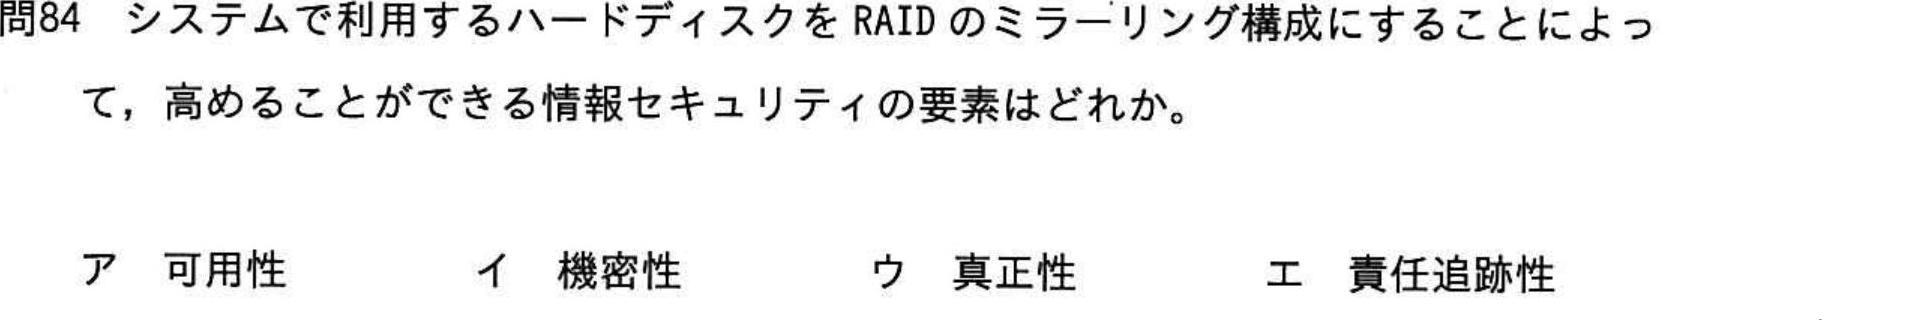 問84　システムで利用するハードディスクを RAID のミラーリング構成にすることによっ
て，高めることができる情報セキュリティの要素はどれか。
ア　可用性　イ　機密性　ウ　真正性　エ　責任追跡性